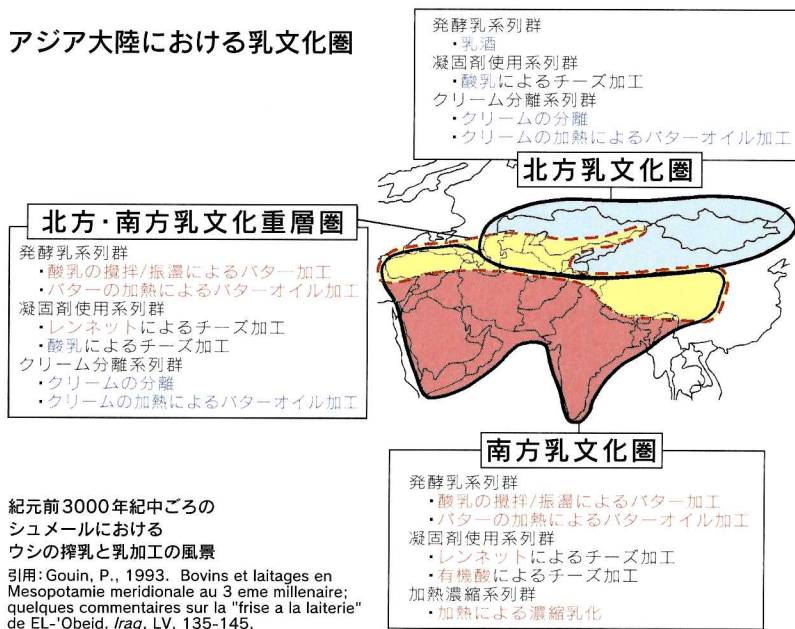 アジア大陸における乳文化圏
発酵乳系列群
・乳酒
凝固剤使用系列群
・酸乳によるチーズ加工
クリーム分離系列群
・クリームの分離
・クリームの加熱によるバターオイル加工
北方乳文化圏
北方・南方乳文化重層圏
発酵乳系列群
・酸乳の攪拌/振盪によるバター加工
・バターの加熱によるバターオイル加工
凝固剤使用系列群
・レンネットによるチーズ加工
・酸乳によるチーズ加工
クリーム分離系列群
・クリームの分離
・クリームの加熱によるバターオイル加工
南方乳文化圏
発酵乳系列群
・酸乳の攪拌/振盪によるバター加工
・バターの加熱によるバターオイル加工
凝固剤使用系列群
・レンネットによるチーズ加工
・有機酸によるチーズ加工
加熱濃縮系列群
・加熱による濃縮乳化
紀元前3000年紀中ごろの
シュメールにおける
ウシの搾乳と乳加工の風景
引用:Gouin, P., 1993. Bovins et laitages en
Mesopotamie meridionale au 3 eme millenaire;
quelques commentaires sur la "frise a la laiterie"
de EL-'Obeid. Iraq. LV. 135-145.